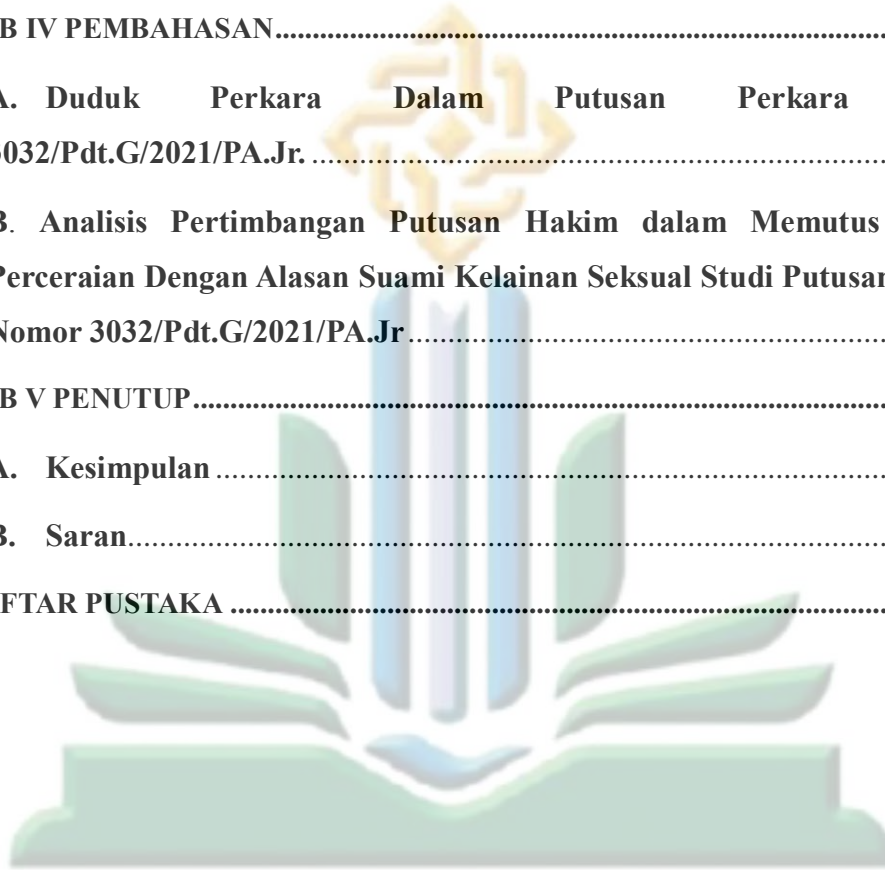 B IV PEMBAHASAN....................................................................................
A. Duduk Perkara Dalam Putusan Perkara
3032/Pdt.G/2021/PA.Jr. ................................................................................
B. Analisis Pertimbangan Putusan Hakim dalam Memutus
Perceraian Dengan Alasan Suami Kelainan Seksual Studi Putusan
Nomor 3032/Pdt.G/2021/PA.Jr ................................................................
B V PENUTUP...............................................................................................
A. Kesimpulan ...........................................................................................
B. Saran.......................................................................................................
FTAR PUSTAKA ..........................................................................................